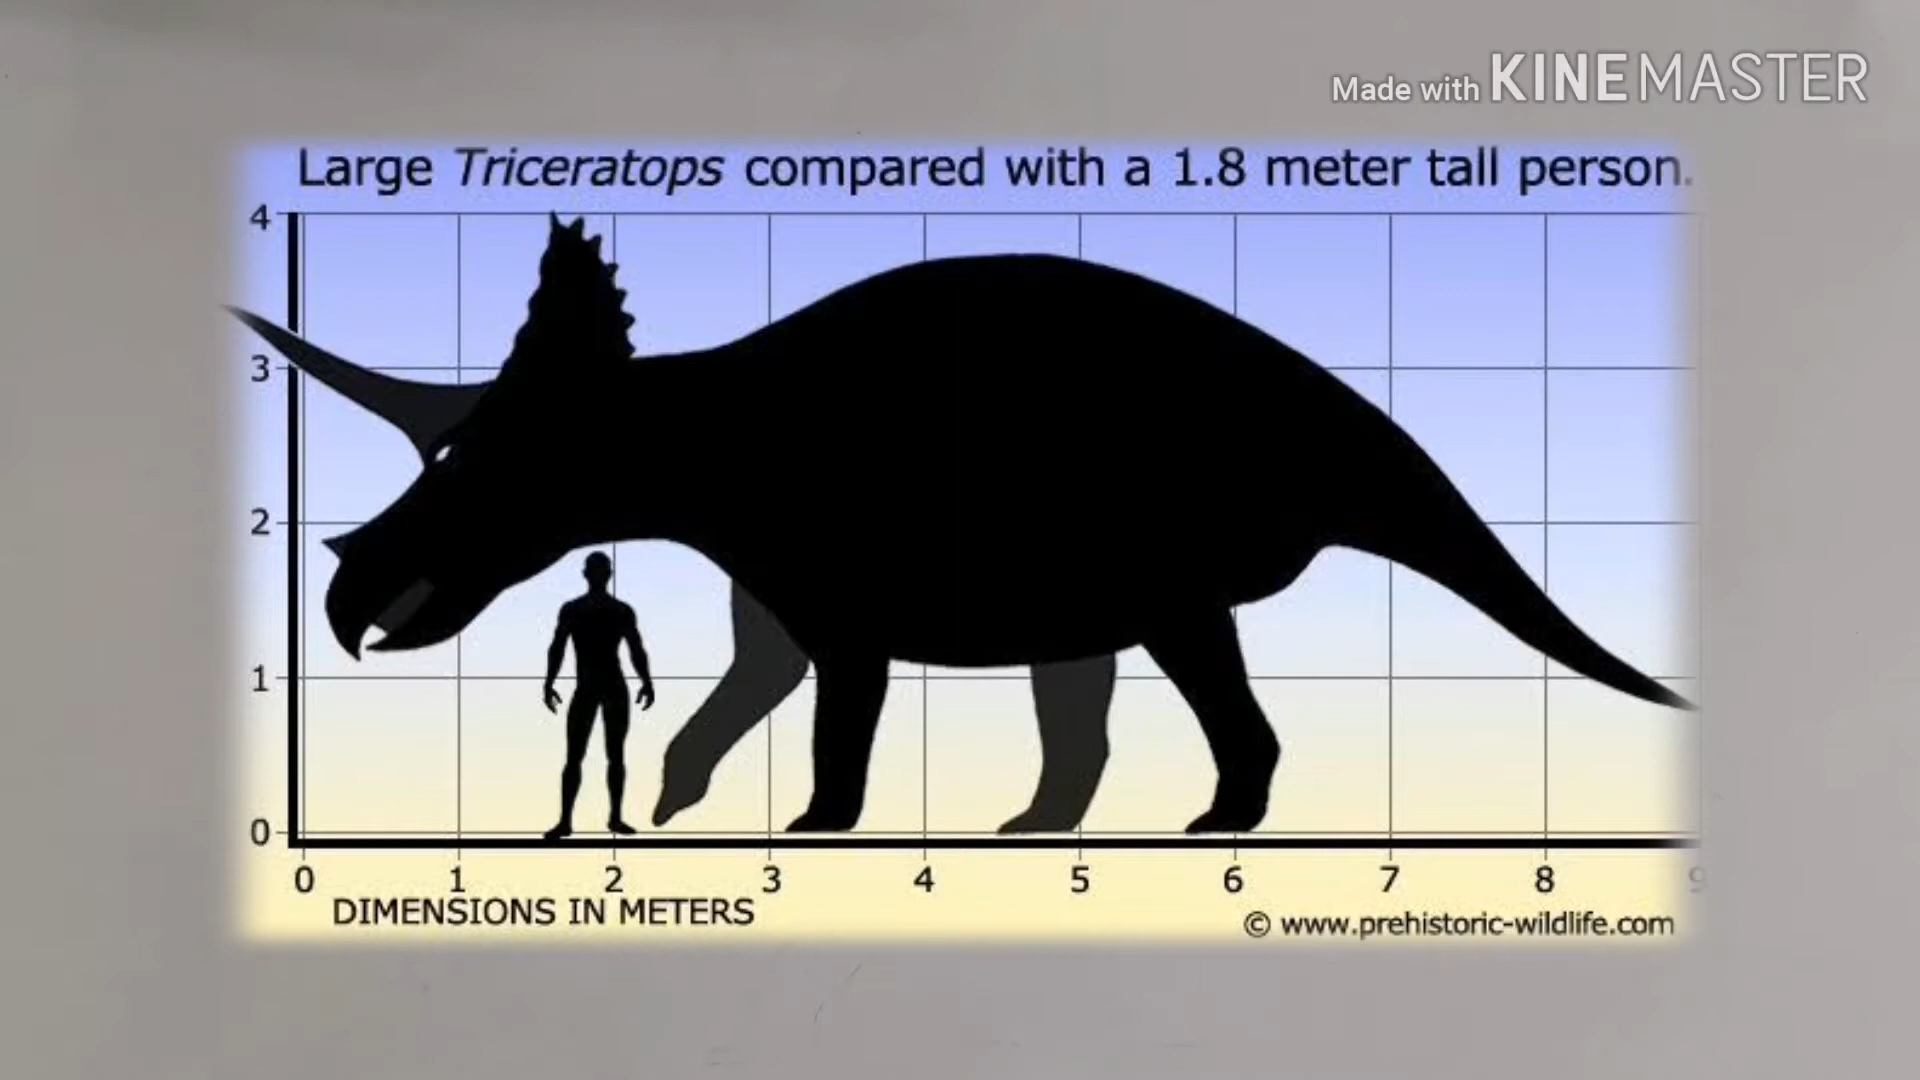 Made with KINEMASTER
Large Triceratops compared with a 1.8 meter tall person.
4
3
2
1
0
0 1 2 3 4 5 6 7 8 9
DIMENSIONS IN METERS
© www.prehistoric-wildlife.com